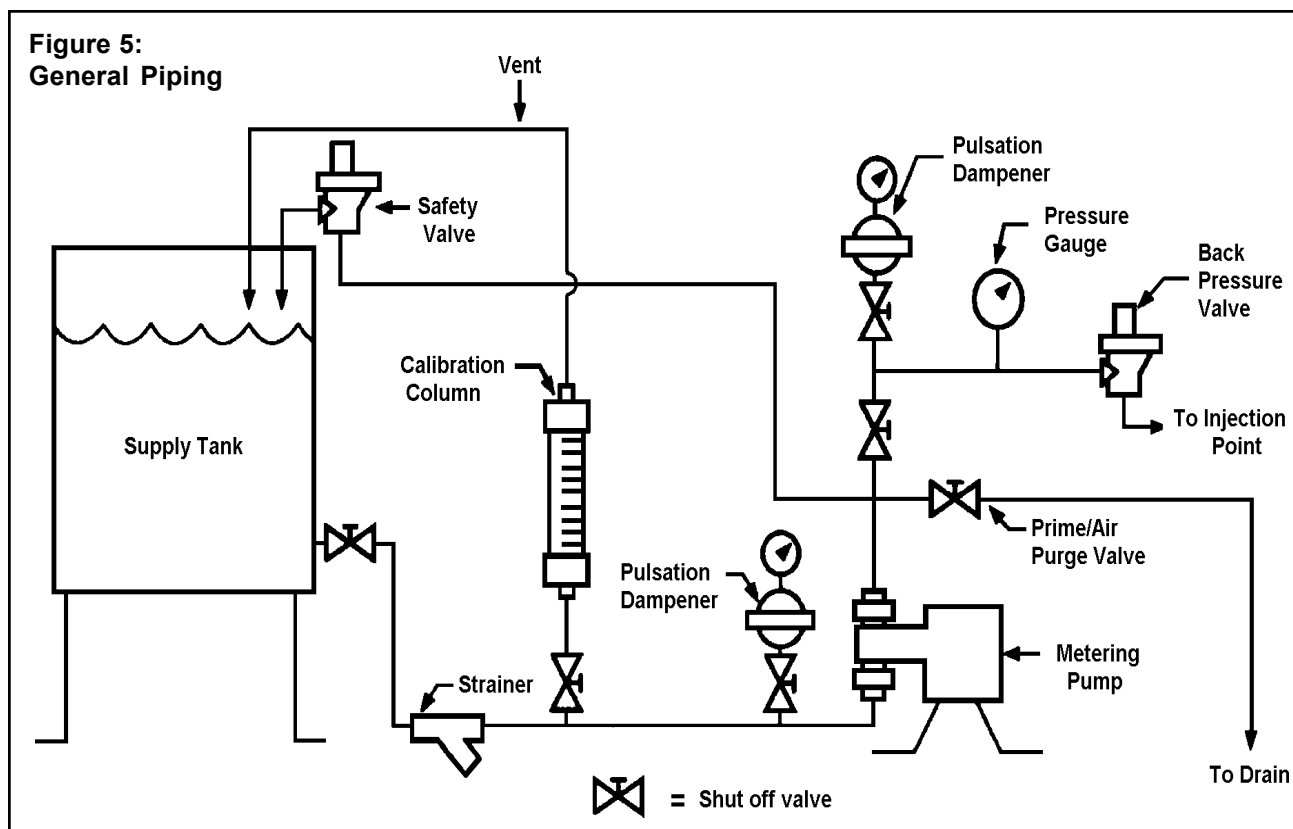 Figure 5:
General Piping
Vent
Pulsation
Dampener
Safety
Valve
Pressure
Gauge
Back
Pressure
Valve
Calibration
Column
To Injection
Point
Supply Tank
Prime/Air
Purge Valve
Pulsation
Dampener
Metering
Pump
Strainer
To Drain
= Shut off valve